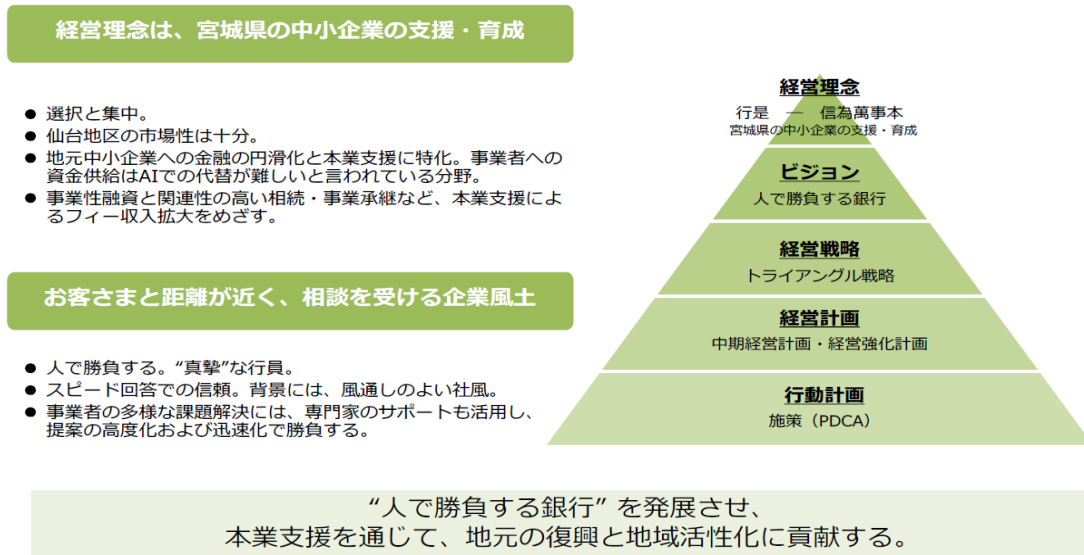 経営理念は、宮城県の中小企業の支援・育成
● 選択と集中。
● 仙台地区の市場性は十分。
● 地元中小企業への金融の円滑化と本業支援に特化。事業者への
資金供給はAIでの代替が難しいと言われている分野。
● 事業性融資と関連性の高い相続・事業承継など、本業支援によ
るフィー収入拡大をめざす。
お客さまと距離が近く、相談を受ける企業風土
● 人で勝負する。“真摯”な行員。
● スピード回答での信頼。背景には、風通しのよい社風。
● 事業者の多様な課題解決には、専門家のサポートも活用し、
提案の高度化および迅速化で勝負する。
経営理念
行是 ― 信為萬事本
宮城県の中小企業の支援・育成
ビジョン
人で勝負する銀行
経営戦略
トライアングル戦略
経営計画
中期経営計画・経営強化計画
行動計画
施策（PDCA）
“人で勝負する銀行” を発展させ、
本業支援を通じて、地元の復興と地域活性化に貢献する。